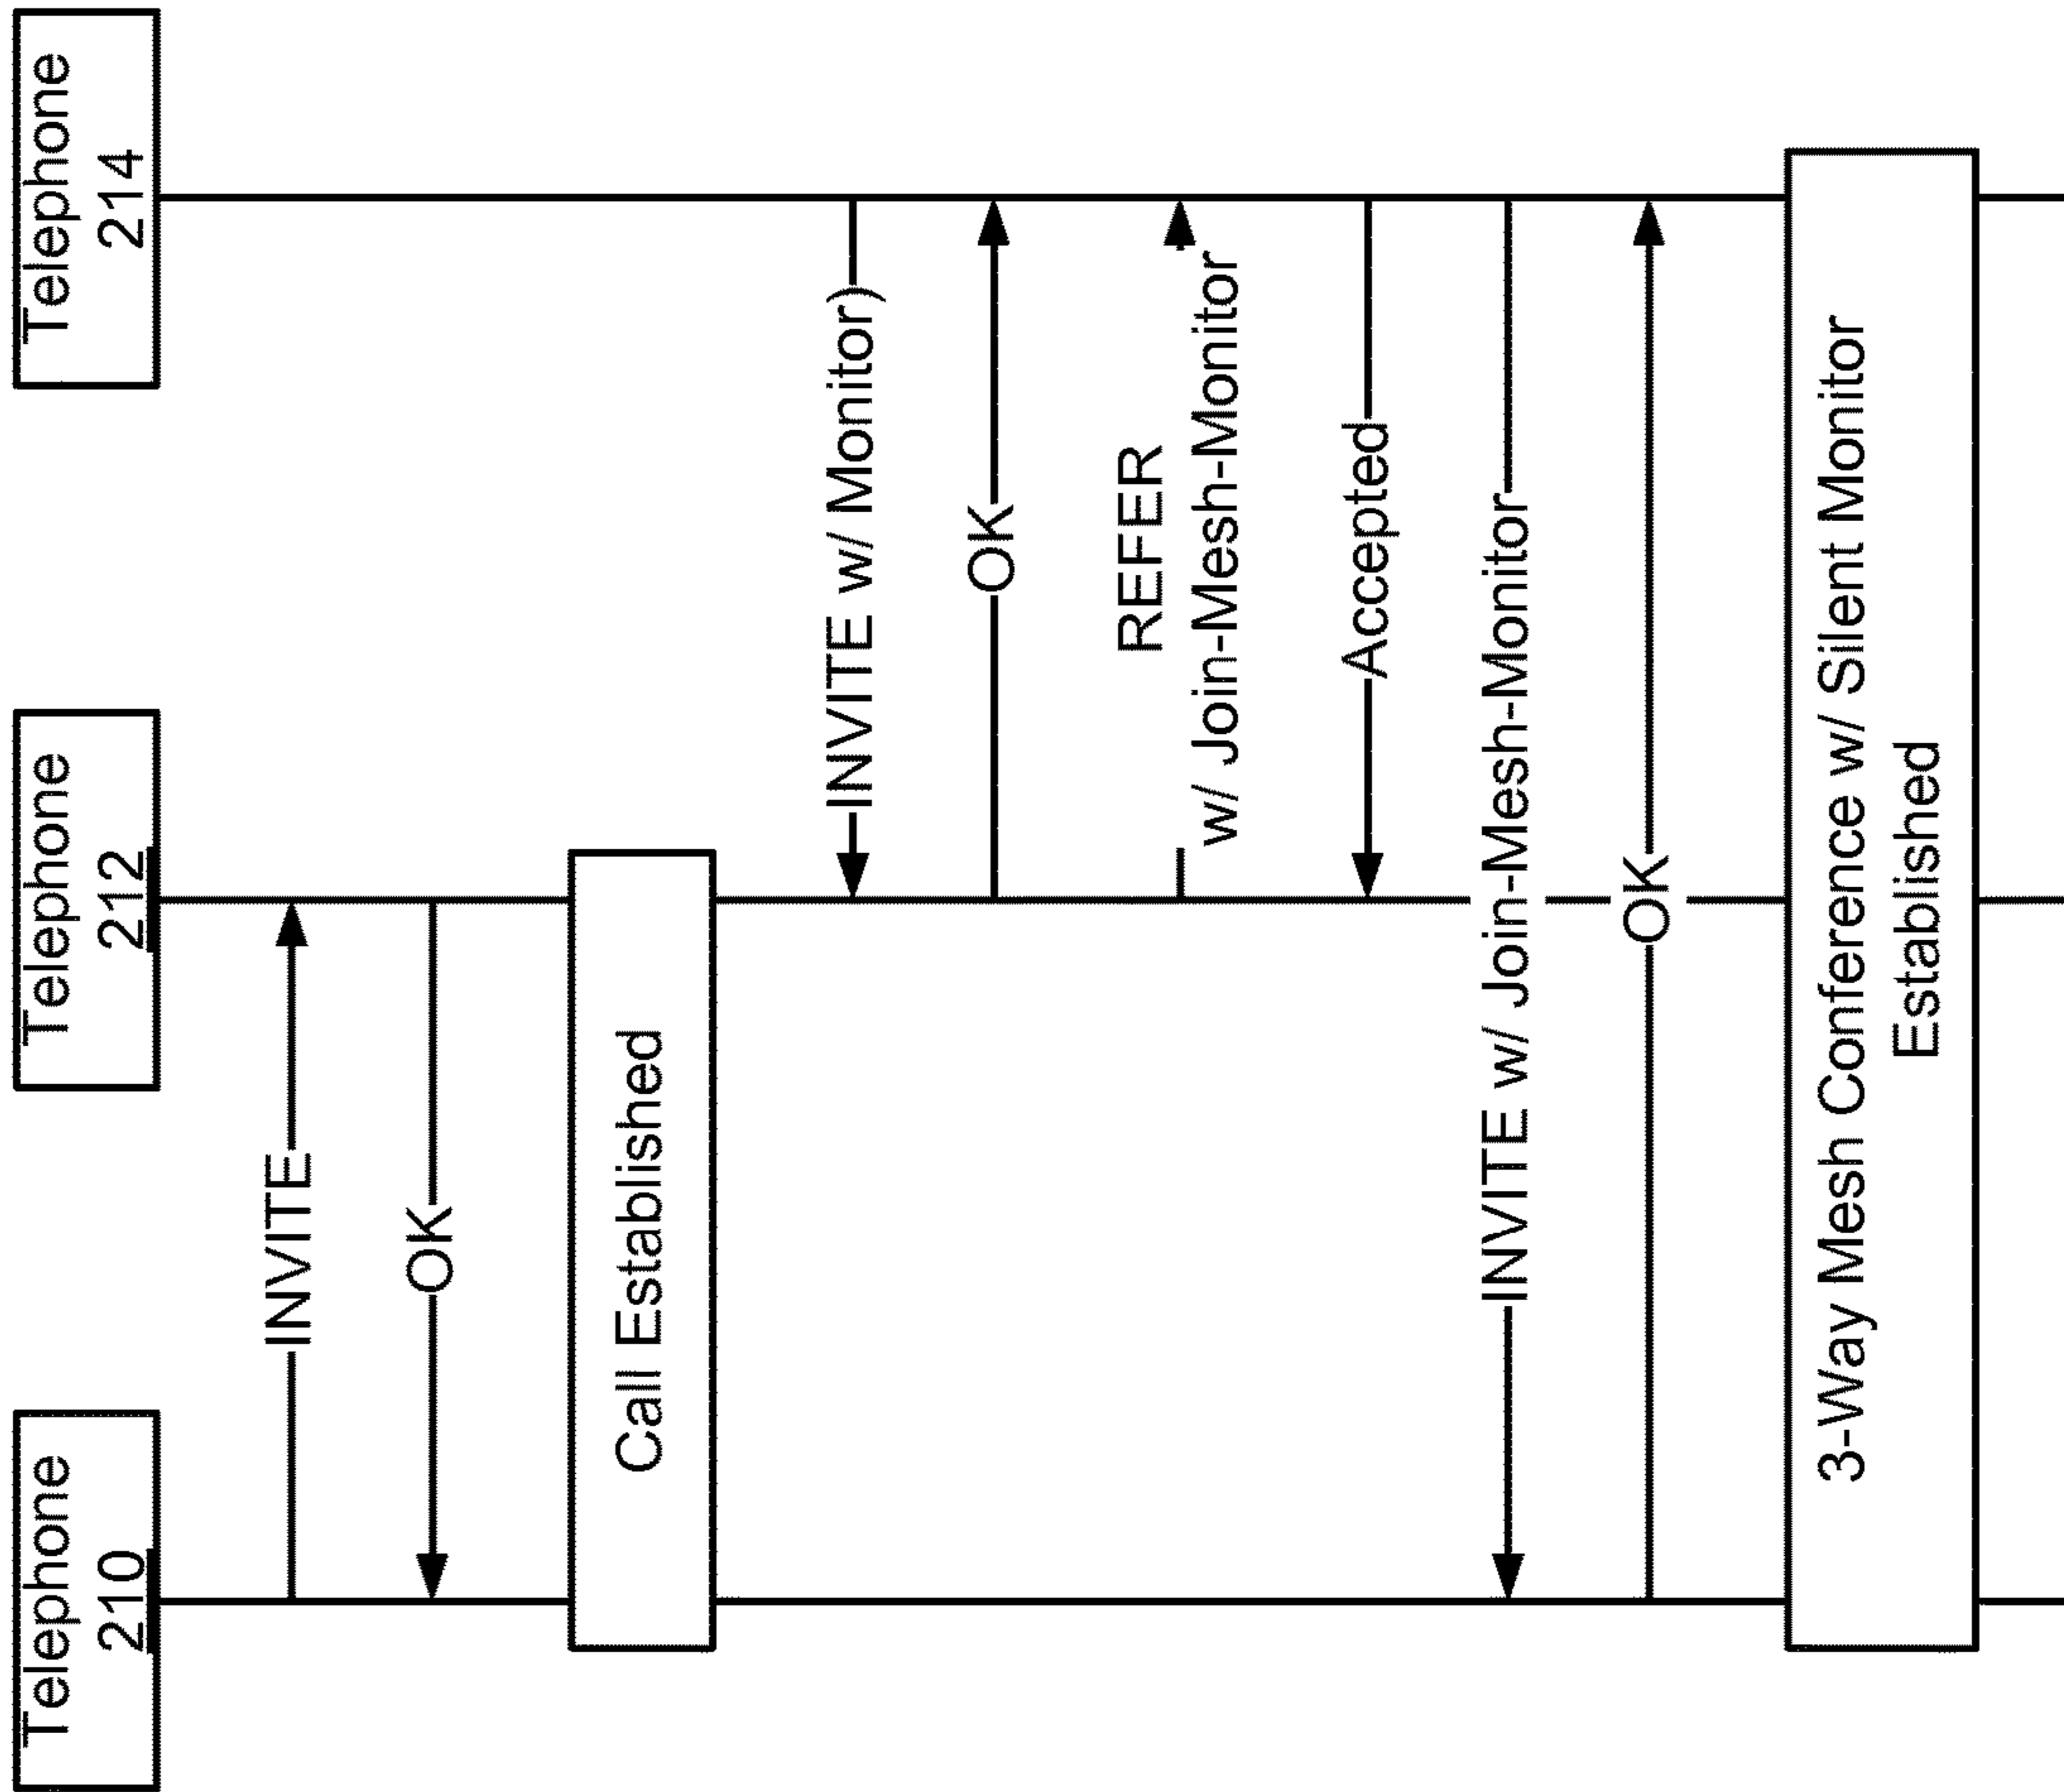 Telephone
210
Telephone
212
Telephone
214
INVITE
OK
Call Established
INVITE w/ Monitor)
OK
REFER
w/ Join-Mesh-Monitor
Accepted
INVITE w/ Join-Mesh-Monitor
OK
3-Way Mesh Conference w/ Silent Monitor
Established